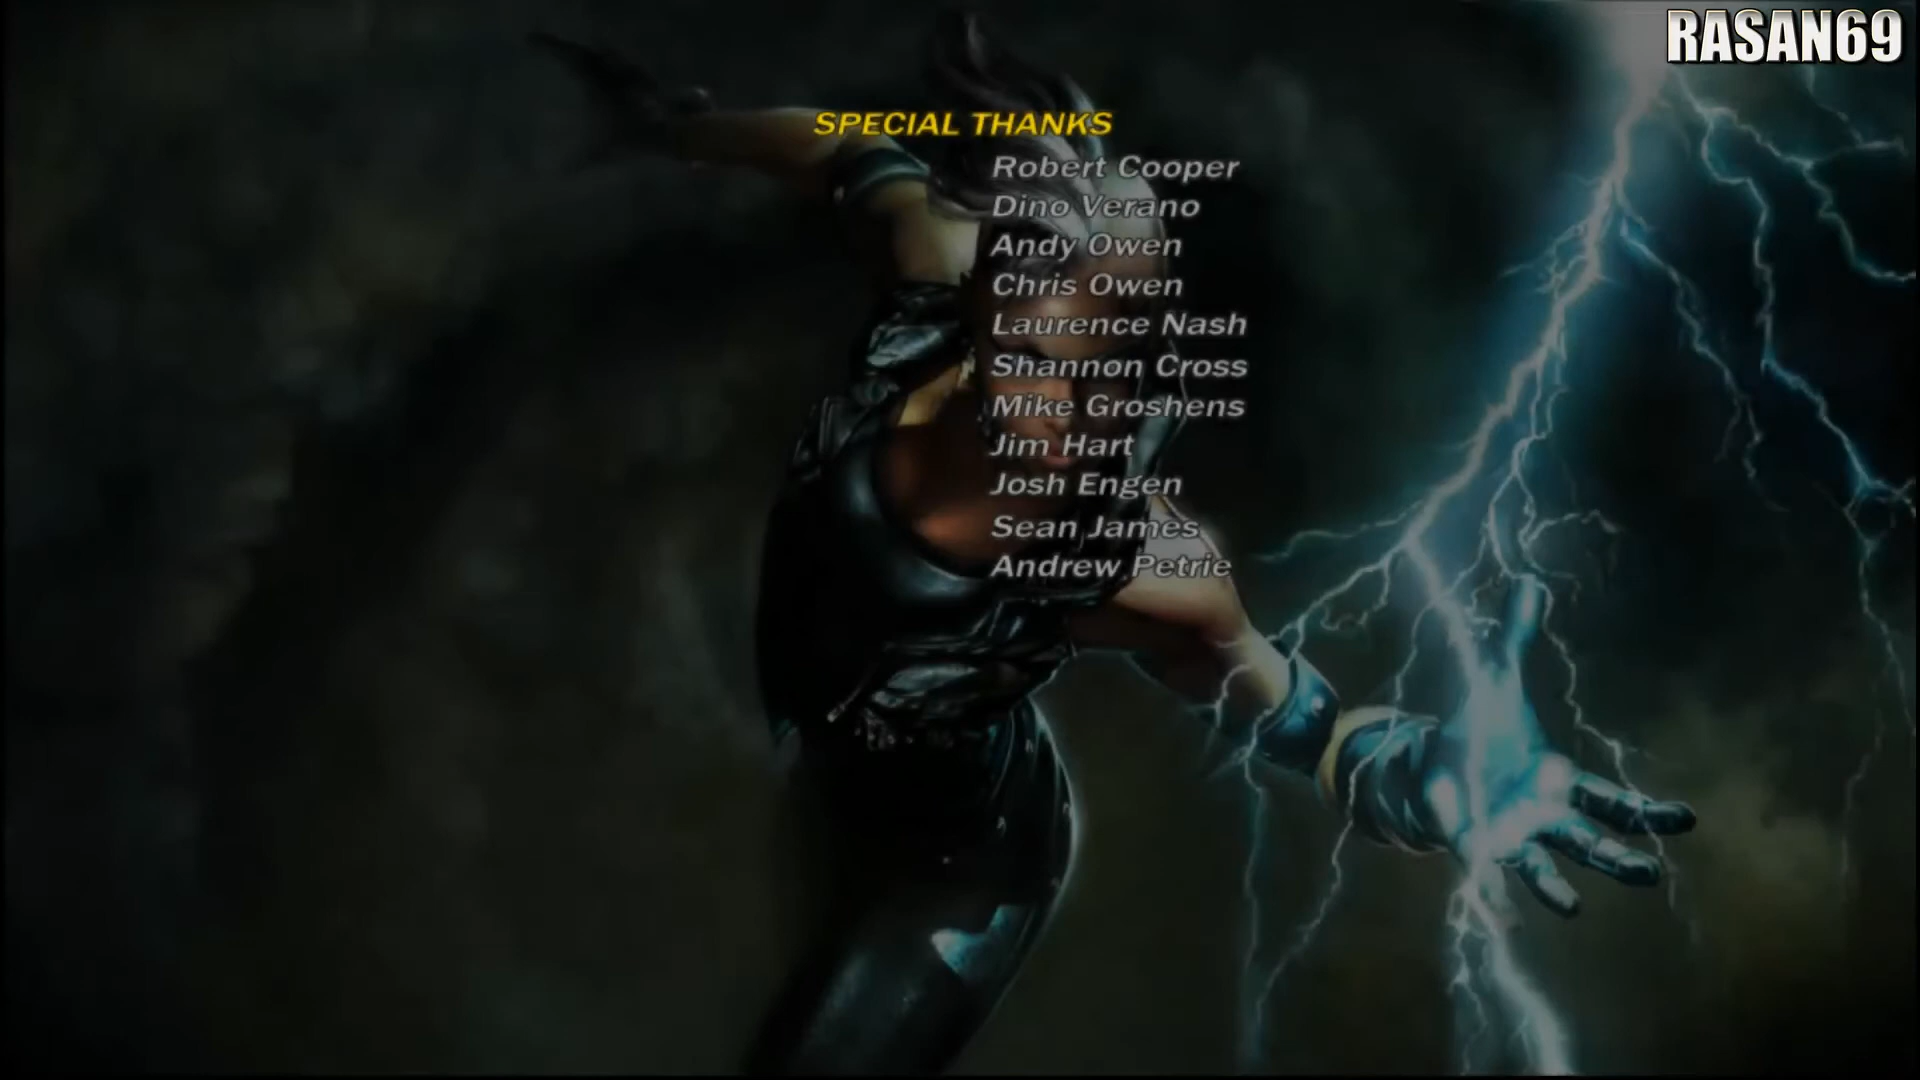 RASAN69
SPECIAL THANKS
Robert Cooper
Dino Verano
Andy Owen
Chris Owen
Laurence Nash
Shannon Cross
Mike Groshens
Jim Hart
Josh Engen
Sean James
Andrew Petrie